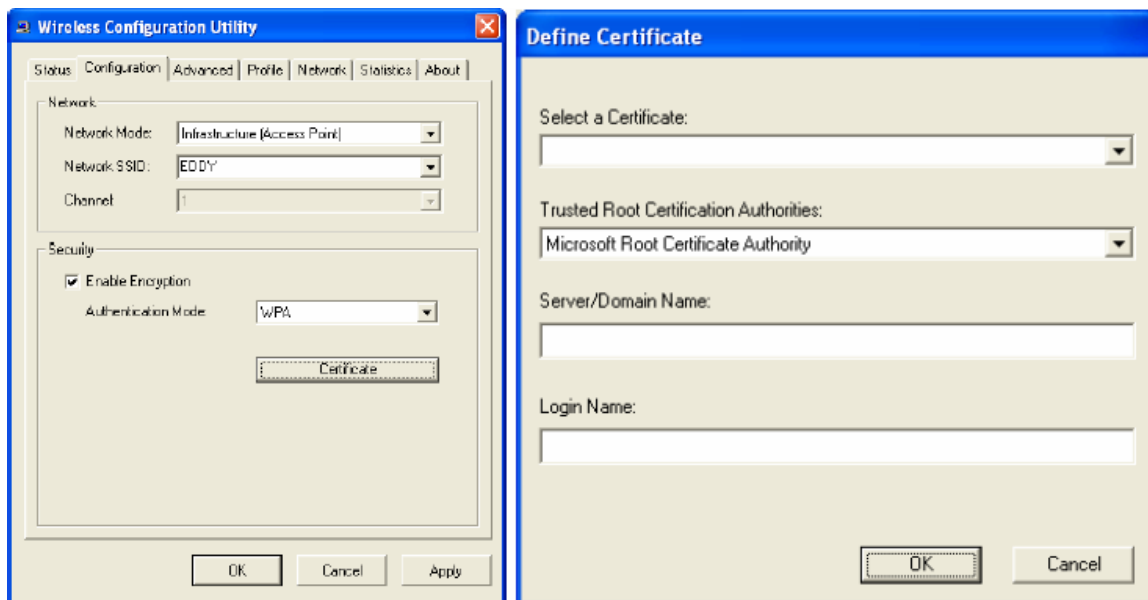 Wireless Configuration Utility
Status Configuration Advanced Profile Network Statistics About
Network
Network Mode: Infrastructure (Access Point)
Network SSID: EDDY
Channel: 1
Security
Enable Encryption
Authentication Mode WPA
Certificate
OK Cancel Apply
Define Certificate
Select a Certificate:
Trusted Root Certification Authorities:
Microsoft Root Certificate Authority
Server/Domain Name:
Login Name:
OK Cancel